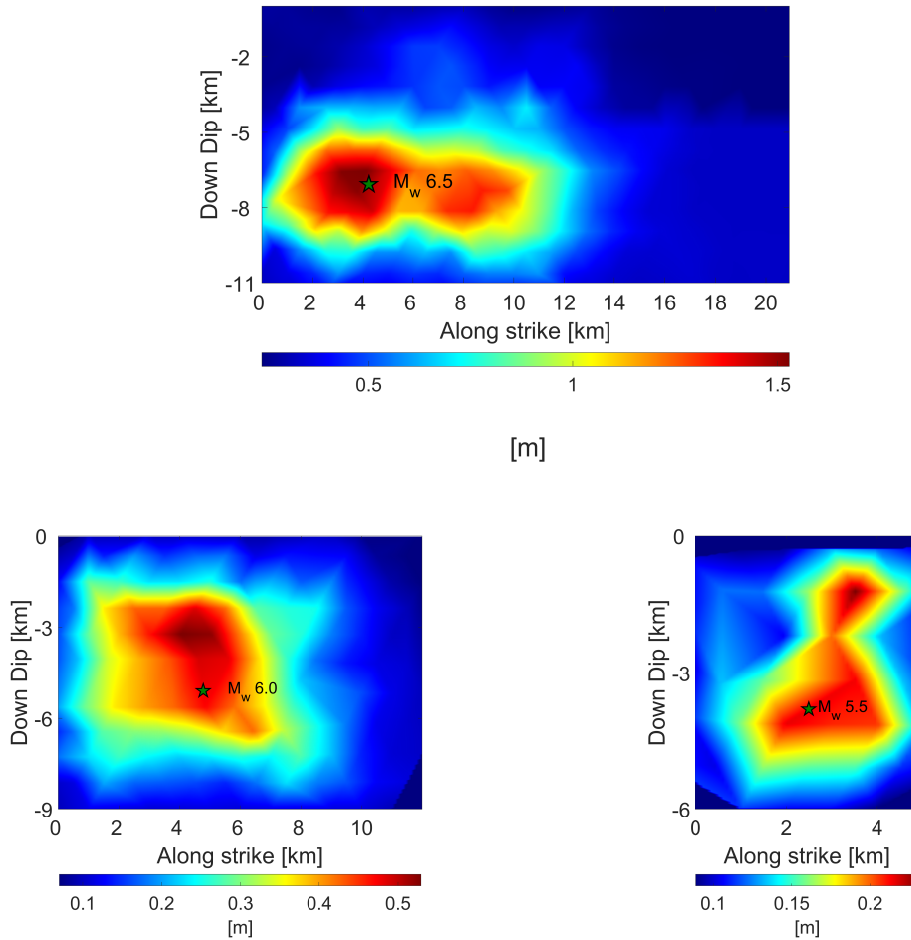 -2
-5
-8
-11
Down Dip [km]
M_w 6.5
0 2 4 6 8 10 12 14 16 18 20
Along strike [km]
0.5 1 1.5
[m]
0
-3
-6
-9
Down Dip [km]
M_w 6.0
0 2 4 6 8 10
Along strike [km]
0.1 0.2 0.3 0.4 0.5
[m]
0
-3
-6
Down Dip [km]
M_w 5.5
0 2 4
Along strike [km]
0.1 0.15 0.2
[m]